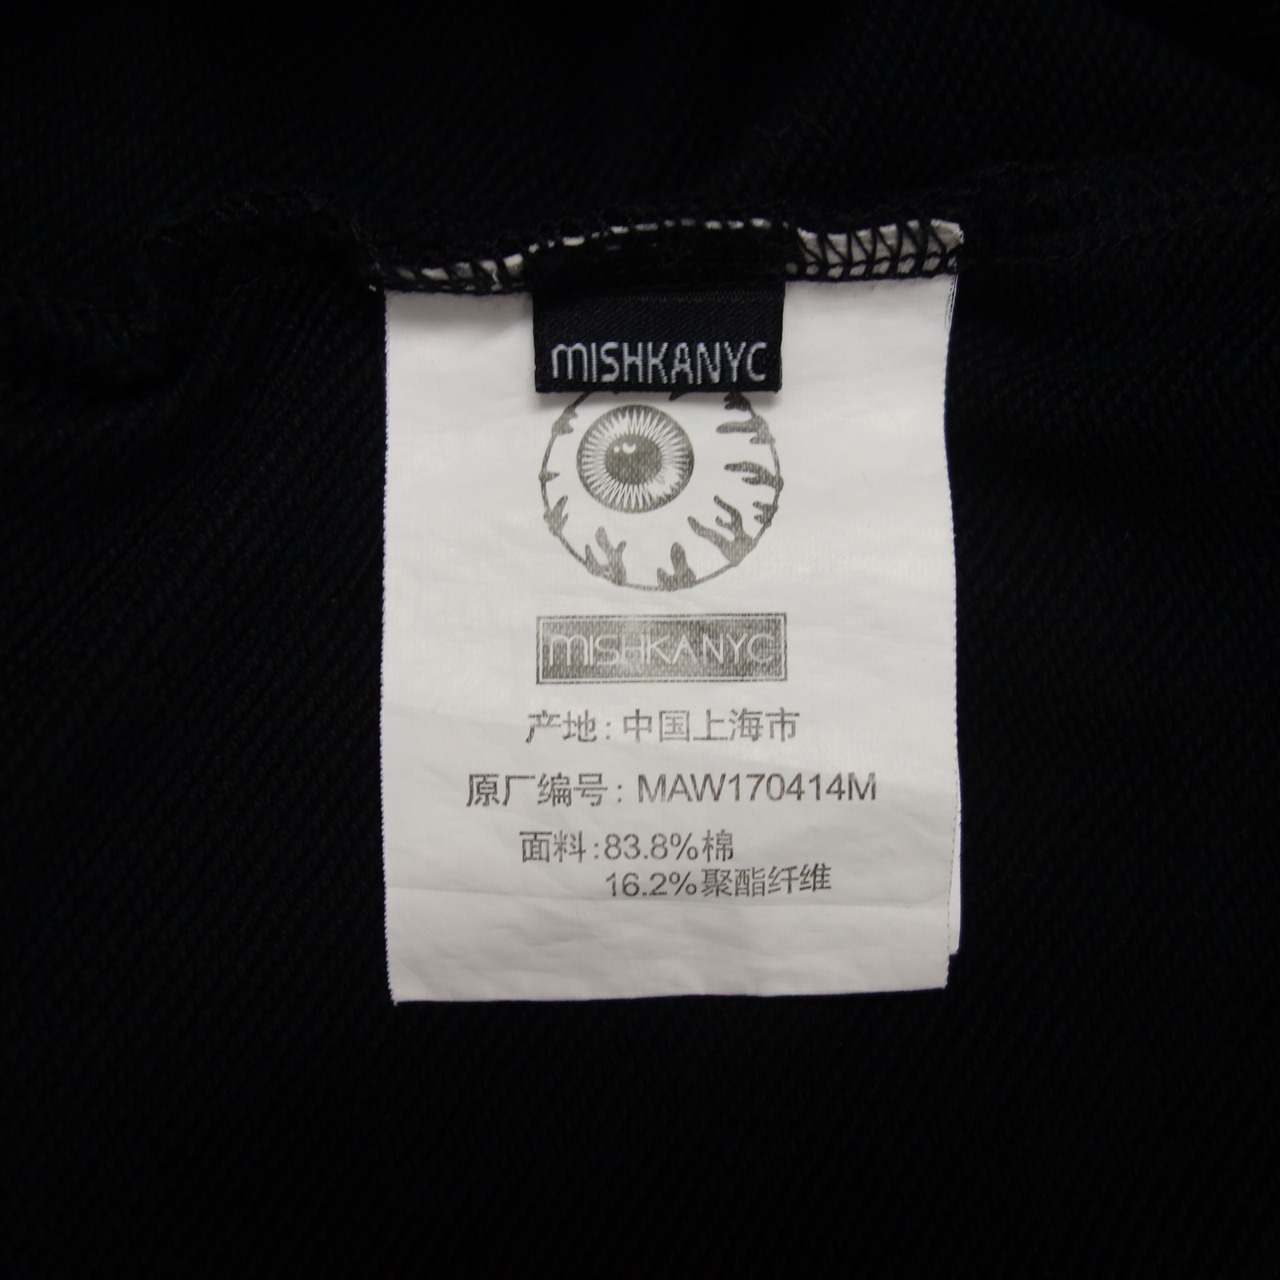 MISHKANYC
MISHKANYC
产地:中国上海市
原厂编号:MAW170414M
面料:83.8%棉
16.2%聚酯纤维